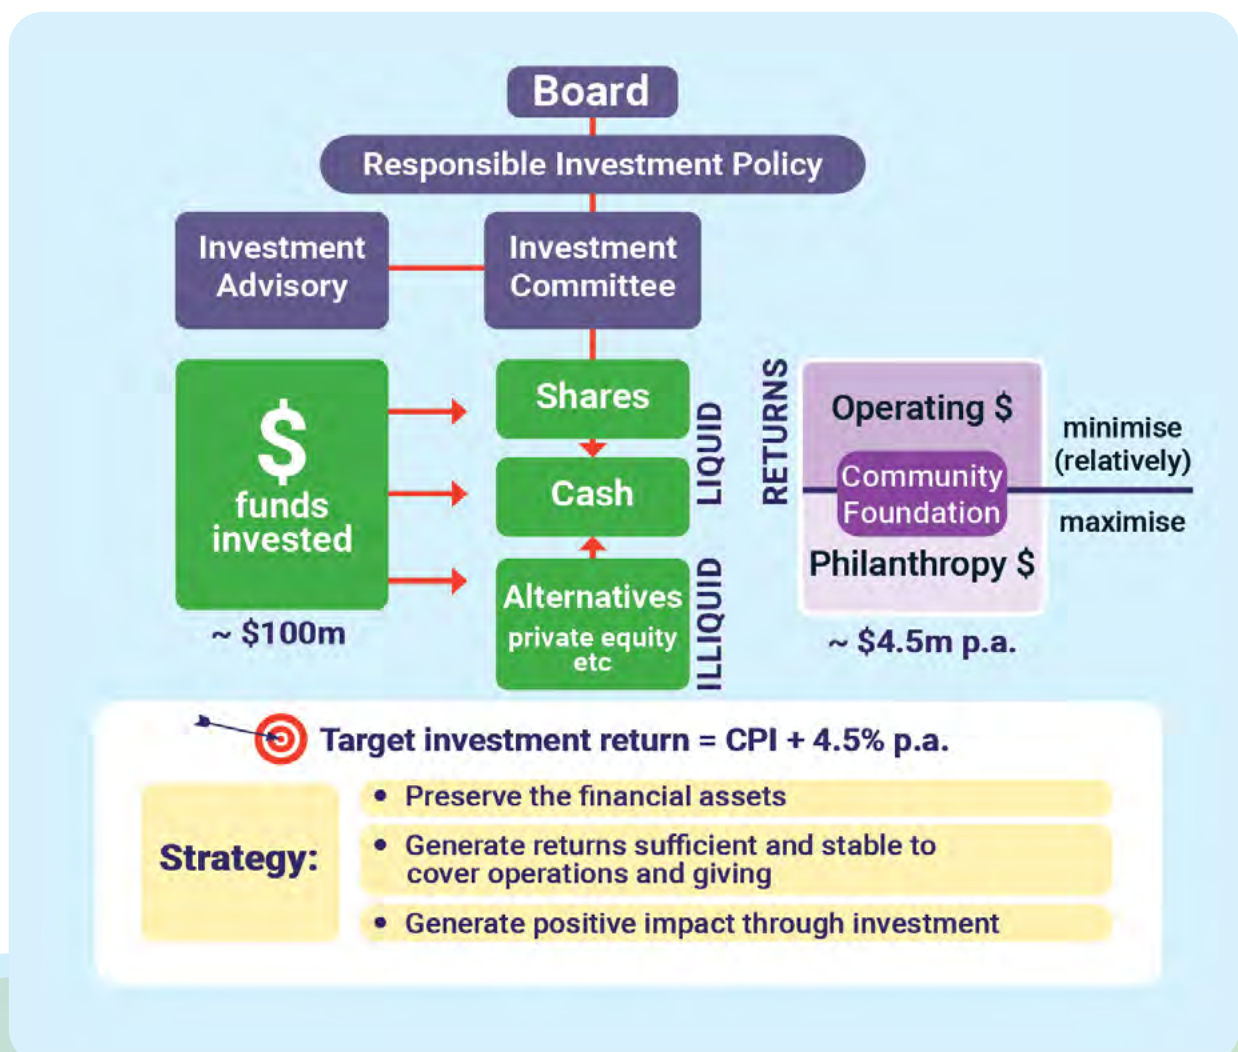 Board
Responsible Investment Policy
Investment
Advisory
Investment
Committee
$
funds
invested
~ $100m
Shares
Cash
LIQUID
Alternatives
private equity
etc
ILLIQUID
RETURNS
Operating $
Community
Foundation
Philanthropy $
minimise
(relatively)
maximise
~ $4.5m p.a.
Target investment return = CPI + 4.5% p.a.
Strategy:
• Preserve the financial assets
• Generate returns sufficient and stable to
cover operations and giving
• Generate positive impact through investment